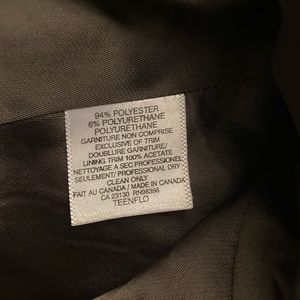 94% POLYESTER
6% POLYURETHANE
POLYURETHANE
GARNITURE NON COMPRISE
EXCLUSIVE OF TRIM
DOUBLURE GARNITURE/
LINING TRIM 100% ACETATE
NETTOYAGE A SEC PROFESSIONEL
SEULEMENT/ PROFESSIONAL DRY
CLEAN ONLY
FAIT AU CANADA / MADE IN CANADA
CA 23130 RN98398
TEENFLO